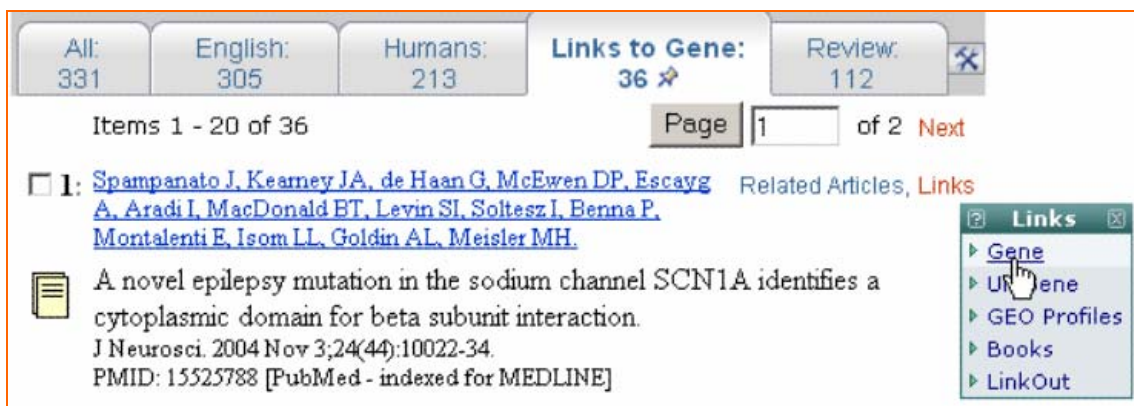 All: English: Humans: Links to Gene: Review:
331 305 213 36 112
Items 1 - 20 of 36 Page 1 of 2 Next
1: Spampanato J, Kearney JA, de Haan G, McEwen DP, Escayg Related Articles, Links
A, Aradi I, MacDonald BT, Levin SI, Soltesz I, Benna P,
Montalenti E, Isom LL, Goldin AL, Meisler MH.
A novel epilepsy mutation in the sodium channel SCN1A identifies a
cytoplasmic domain for beta subunit interaction.
J Neurosci. 2004 Nov 3;24(44):10022-34.
PMID: 15525788 [PubMed - indexed for MEDLINE]
? Links
Gene
GEO Profiles
Books
LinkOut